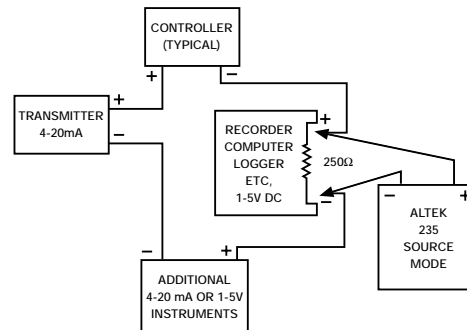 CONTROLLER
(TYPICAL)
+
−
TRANSMITTER
4-20mA
+
−
RECORDER
COMPUTER
LOGGER
ETC,
1-5V DC
+
250Ω
−
−
+
ALTEK
235
SOURCE
MODE
−
+
ADDITIONAL
4-20 mA OR 1-5V
INSTRUMENTS